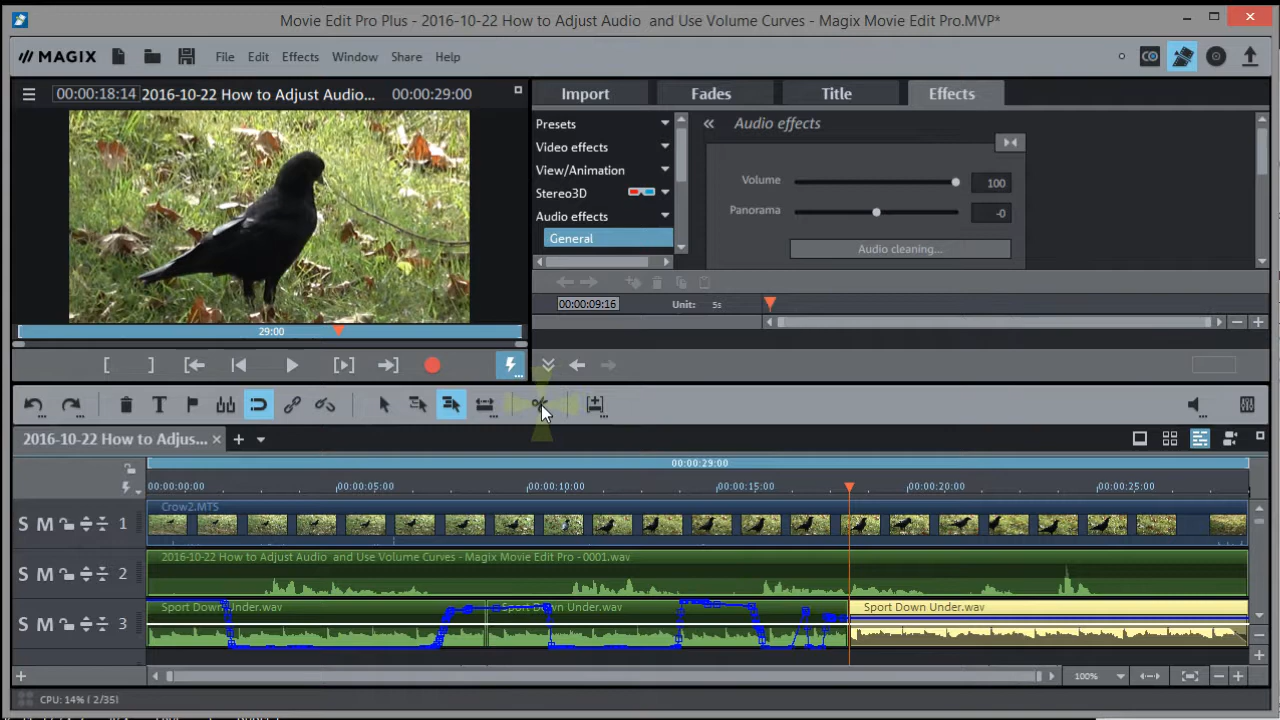 Movie Edit Pro Plus - 2016-10-22 How to Adjust Audio  and Use Volume Curves - Magix Movie Edit Pro.MVP*
MAGIX File Edit Effects Window Share Help
00:00:18:14 2016-10-22 How to Adjust Audio... 00:00:29:00
Import Fades Title Effects
Presets
Video effects
View/Animation
Stereo3D
Audio effects
General
Audio effects
Volume 100
Panorama -0
Audio cleaning...
00:00:09:16 Unit: 5s
29:00
2016-10-22 How to Adjus...
00:00:29:00
00:00:00:00 00:00:05:00 00:00:10:00 00:00:15:00 00:00:20:00 00:00:25:00
Crow2.MTS
S M 1
2016-10-22 How to Adjust Audio  and Use Volume Curves - Magix Movie Edit Pro - 0001.wav
S M 2
Sport Down Under.wav Sport Down Under.wav Sport Down Under.wav
S M 3
100%
CPU: 14% ( 2/35)